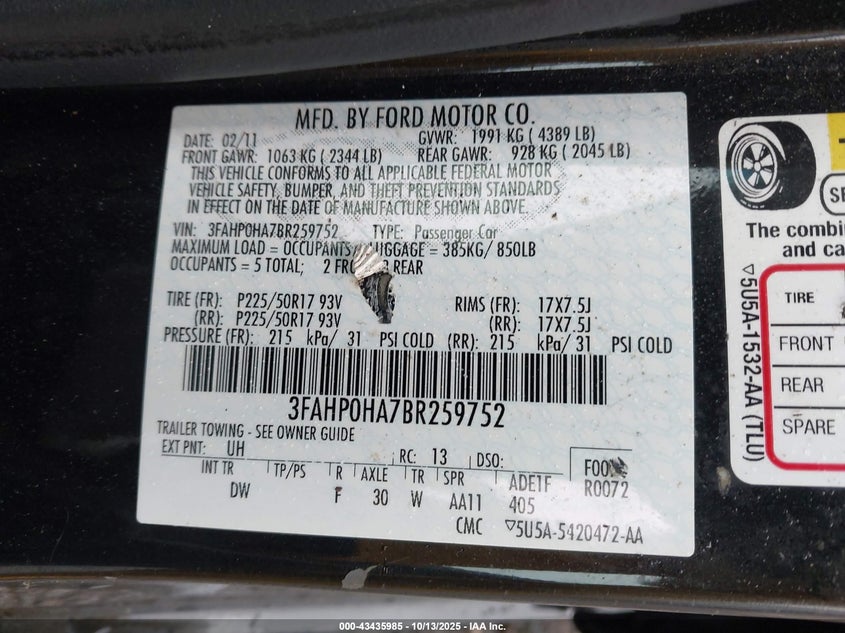 MFD. BY FORD MOTOR CO.
DATE: 02/11 GVWR: 1991 KG ( 4389 LB)
FRONT GAWR: 1063 KG ( 2344 LB) REAR GAWR: 928 KG ( 2045 LB)
THIS VEHICLE CONFORMS TO ALL APPLICABLE FEDERAL MOTOR
VEHICLE SAFETY, BUMPER, AND THEFT PREVENTION STANDARDS
IN EFFECT ON THE DATE OF MANUFACTURE SHOWN ABOVE.
VIN: 3FAHP0HA7BR259752 TYPE: Passenger Car
MAXIMUM LOAD = OCCUPANTS LUGGAGE = 385KG/ 850LB
OCCUPANTS = 5 TOTAL; 2 REAR
TIRE (FR): P225/50R17 93V RIMS (FR): 17X7.5J
(RR): P225/50R17 93V (RR): 17X7.5J
PRESSURE (FR): 215 kPa/ 31 PSI COLD (RR): 215 kPa/ 31 PSI COLD
3FAHP0HA7BR259752
TRAILER TOWING - SEE OWNER GUIDE
EXT PNT: UH RC: 13 DSO:
INT TR TP/PS R AXLE TR SPR
DW F 30 W AA11
ADE1F
405
R0072
CMC ▽5U5A-5420472-AA
The combin
and ca
▽5U5A-1532-AA (TLU)
TIRE
FRONT
REAR
SPARE
000-43435985 | 10/13/2025 | IAA Inc.